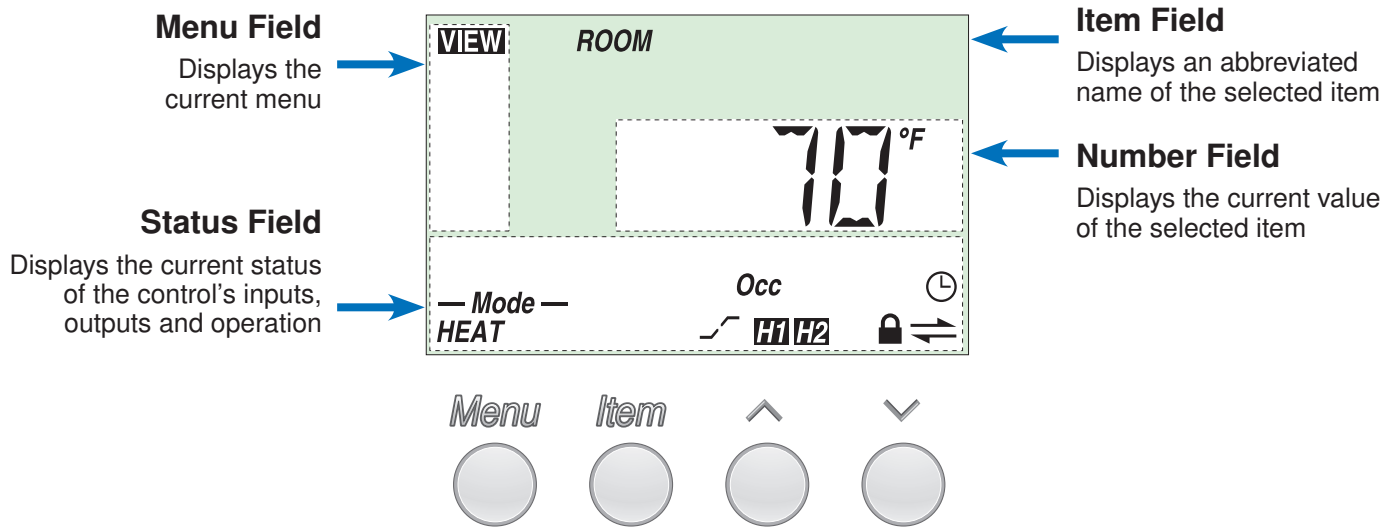 Menu Field
Displays the
current menu
Status Field
Displays the current status
of the control's inputs,
outputs and operation
VIEW
ROOM
70 °F
— Mode —
HEAT
Occ
H1 H2
Item Field
Displays an abbreviated
name of the selected item
Number Field
Displays the current value
of the selected item
Menu Item